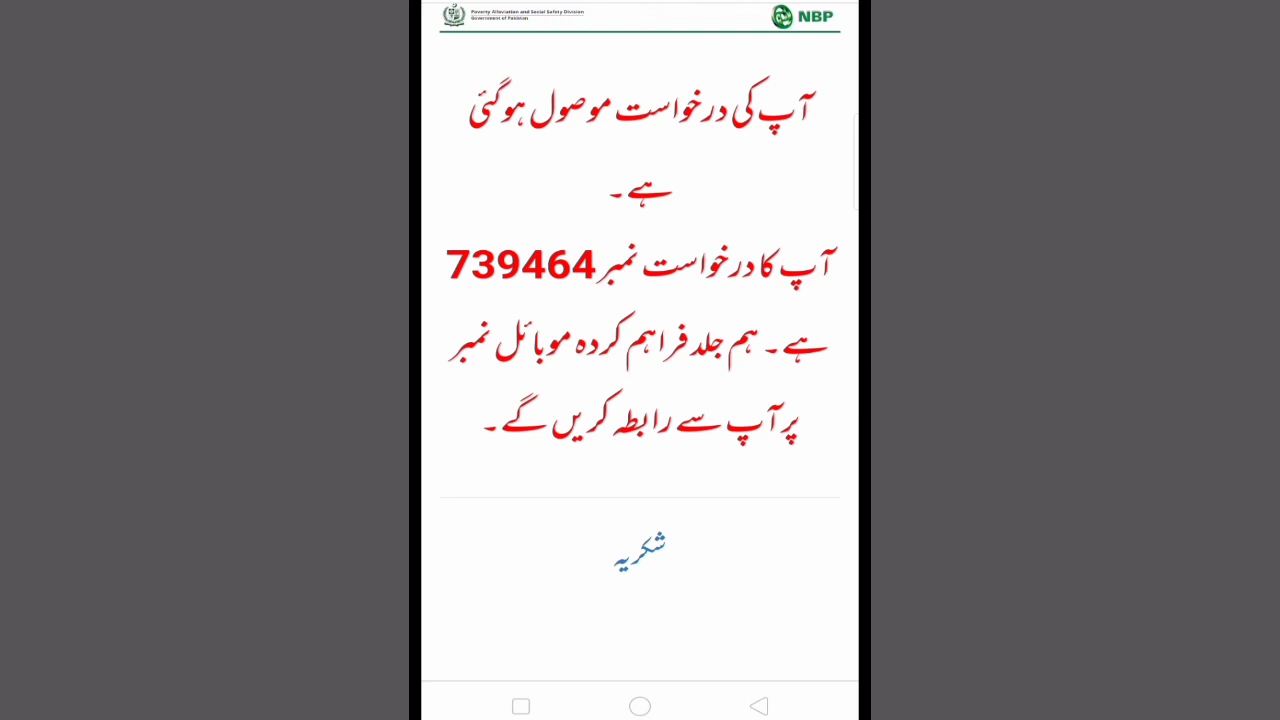 Poverty Alleviation and Social Safety Division
Government of Pakistan
NBP
آپ کی درخواست موصول ہوگئی
ہے۔
آپ کا درخواست نمبر 739464
ہے۔ ہم جلد فراہم کردہ موبائل نمبر
پر آپ سے رابطہ کریں گے۔
شکریہ